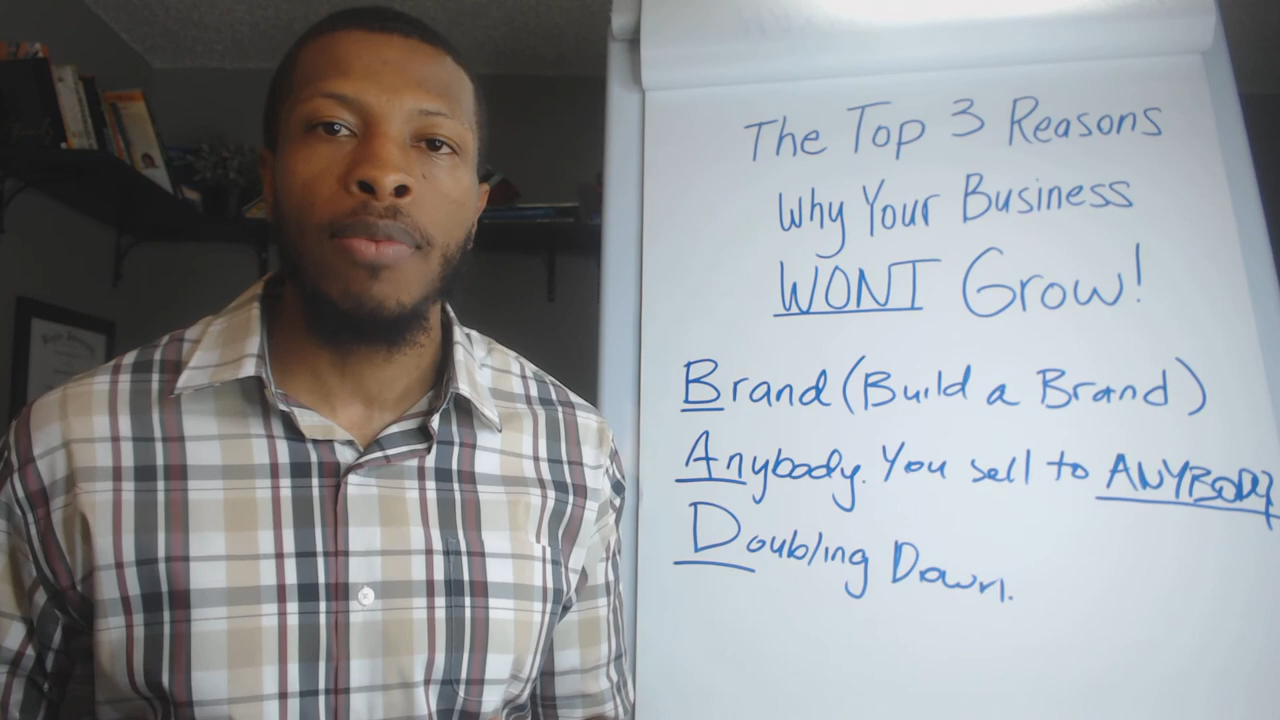 The Top 3 Reasons
Why Your Business
WONT Grow!
Brand (Build a Brand)
Anybody. You sell to ANYBODY
Doubling Down.